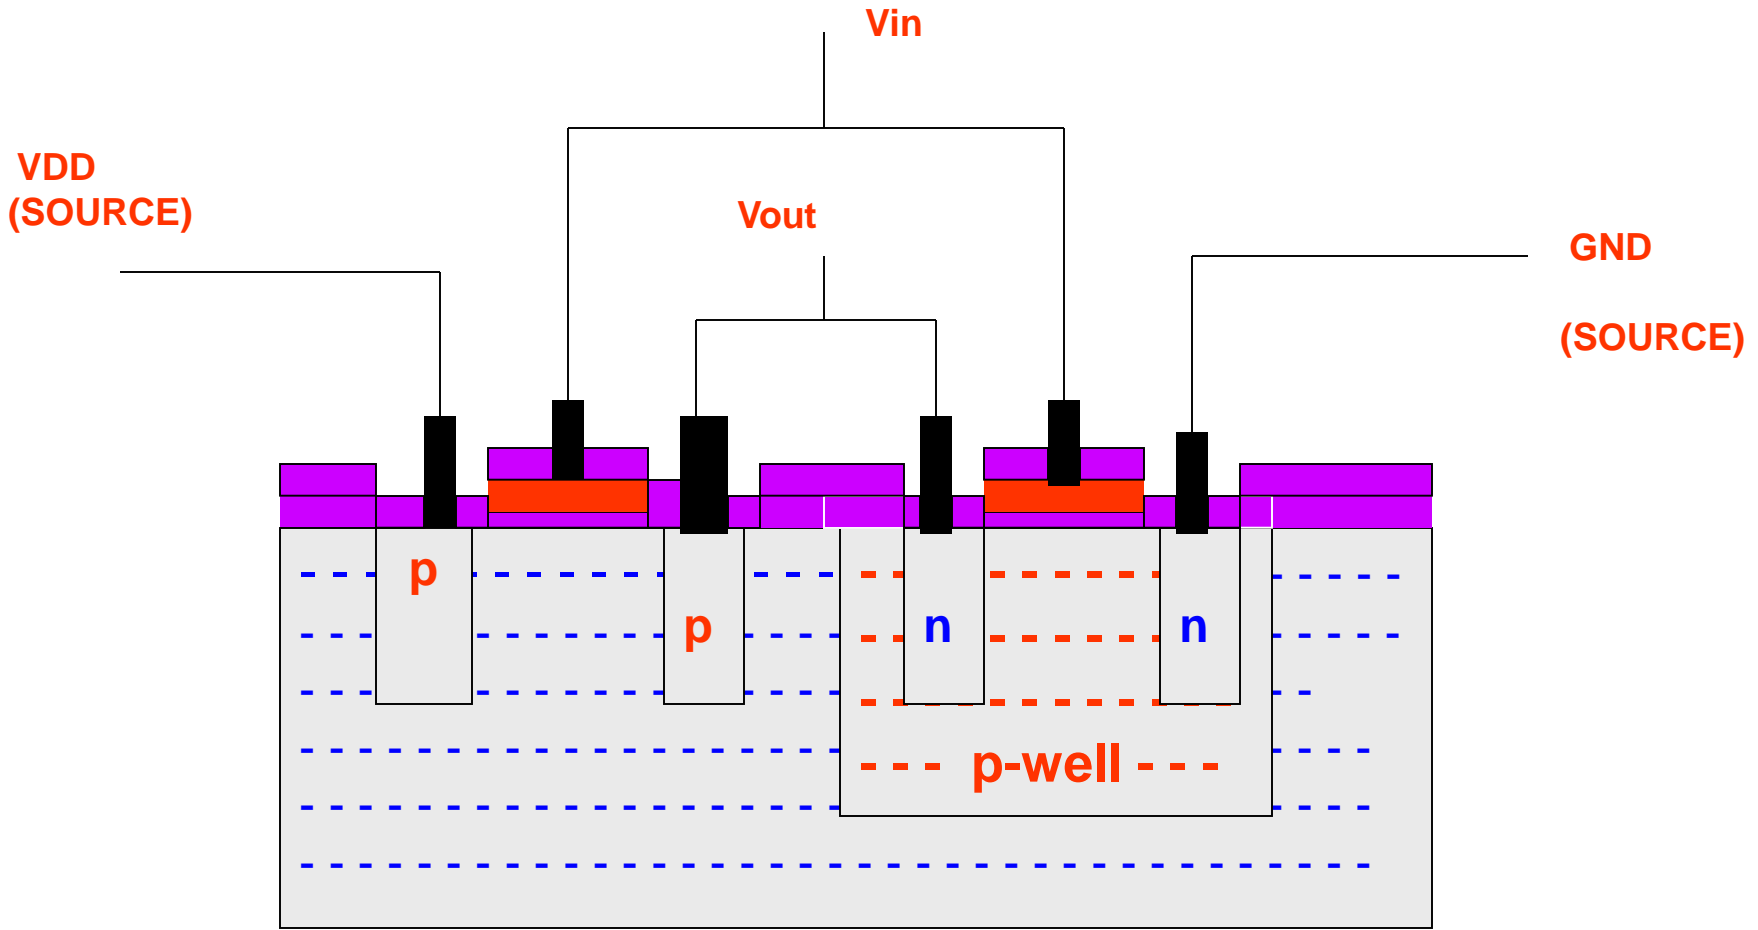 Vin
VDD
(SOURCE)
Vout
GND
(SOURCE)
p
p
n
n
p-well